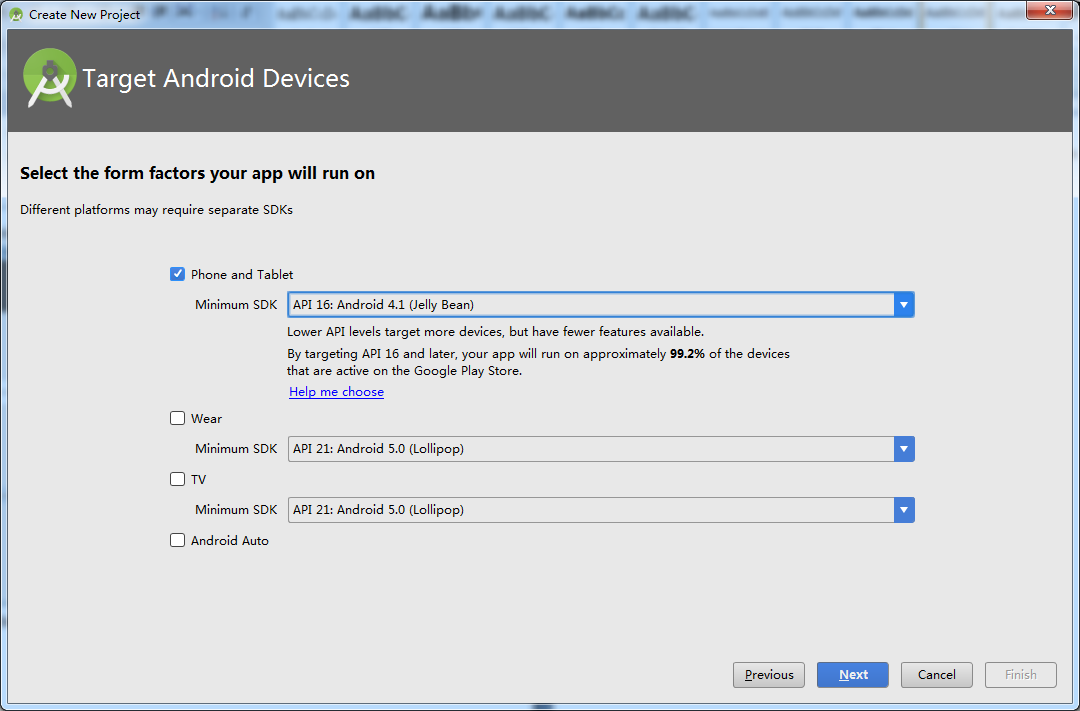 Create New Project
Target Android Devices
Select the form factors your app will run on
Different platforms may require separate SDKs
Phone and Tablet
Minimum SDK API 16: Android 4.1 (Jelly Bean)
Lower API levels target more devices, but have fewer features available.
By targeting API 16 and later, your app will run on approximately 99.2% of the devices
that are active on the Google Play Store.
Help me choose
Wear
Minimum SDK API 21: Android 5.0 (Lollipop)
TV
Minimum SDK API 21: Android 5.0 (Lollipop)
Android Auto
Previous Next Cancel Finish